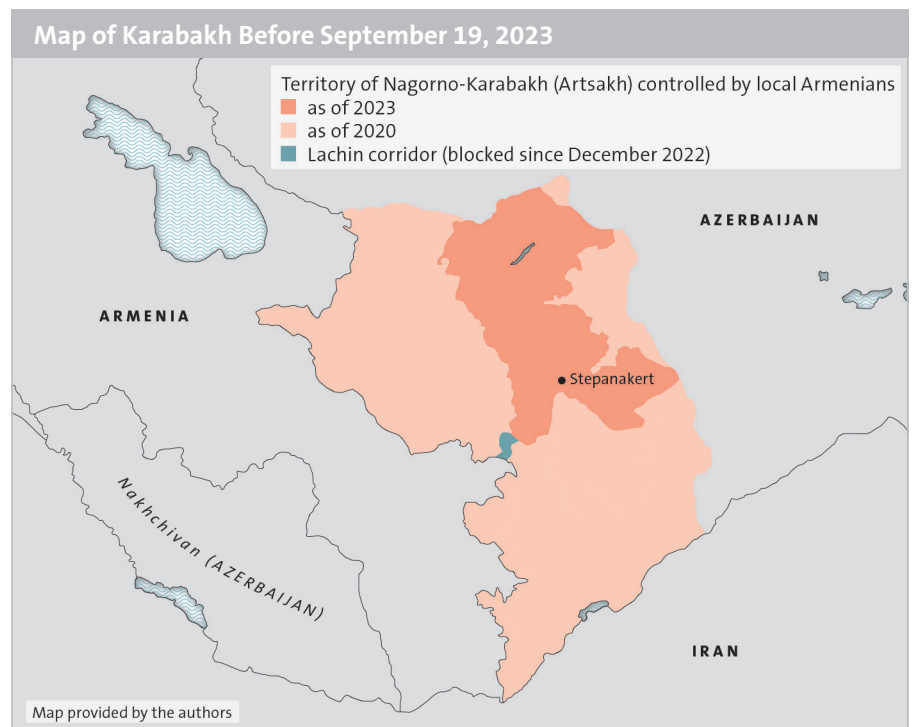 Map of Karabakh Before September 19, 2023
Territory of Nagorno-Karabakh (Artsakh) controlled by local Armenians
as of 2023
as of 2020
Lachin corridor (blocked since December 2022)
AZERBAIJAN
ARMENIA
Stepanakert
Nakhchivan (AZERBAIJAN)
IRAN
Map provided by the authors